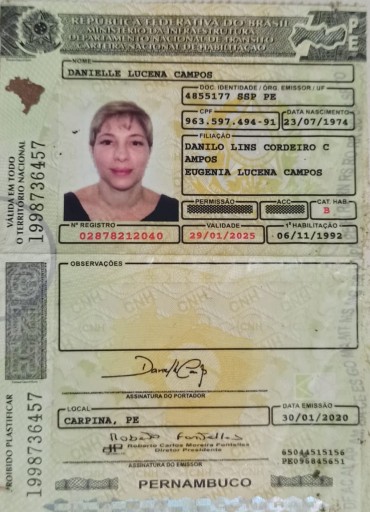 REPÚBLICA FEDERATIVA DO BRASIL
MINISTÉRIO DA INFRAESTRUTURA
DEPARTAMENTO NACIONAL DE TRÂNSITO
CARTEIRA NACIONAL DE HABILITAÇÃO
PE
NOME
DANIELLE LUCENA CAMPOS
DOC. IDENTIDADE / ÓRG. EMISSOR / UF
4855177 SSP PE
CPF
963.597.494-91
DATA NASCIMENTO
23/07/1974
FILIAÇÃO
DANILO LINS CORDEIRO C
AMPOS
EUGENIA LUCENA CAMPOS
PERMISSÃO
ACC
CAT. HAB.
B
Nº REGISTRO
02878212040
VALIDADE
29/01/2025
1ª HABILITAÇÃO
06/11/1992
VÁLIDA EM TODO
O TERRITÓRIO NACIONAL
1998736457
OBSERVAÇÕES
ASSINATURA DO PORTADOR
LOCAL
CARPINA, PE
DATA EMISSÃO
30/01/2020
Roberto Carlos Moreira Fontelles
Diretor Presidente
ASSINATURA DO EMISSOR
65044515156
PE096845651
PERNAMBUCO
PROIBIDO PLASTIFICAR
1998736457